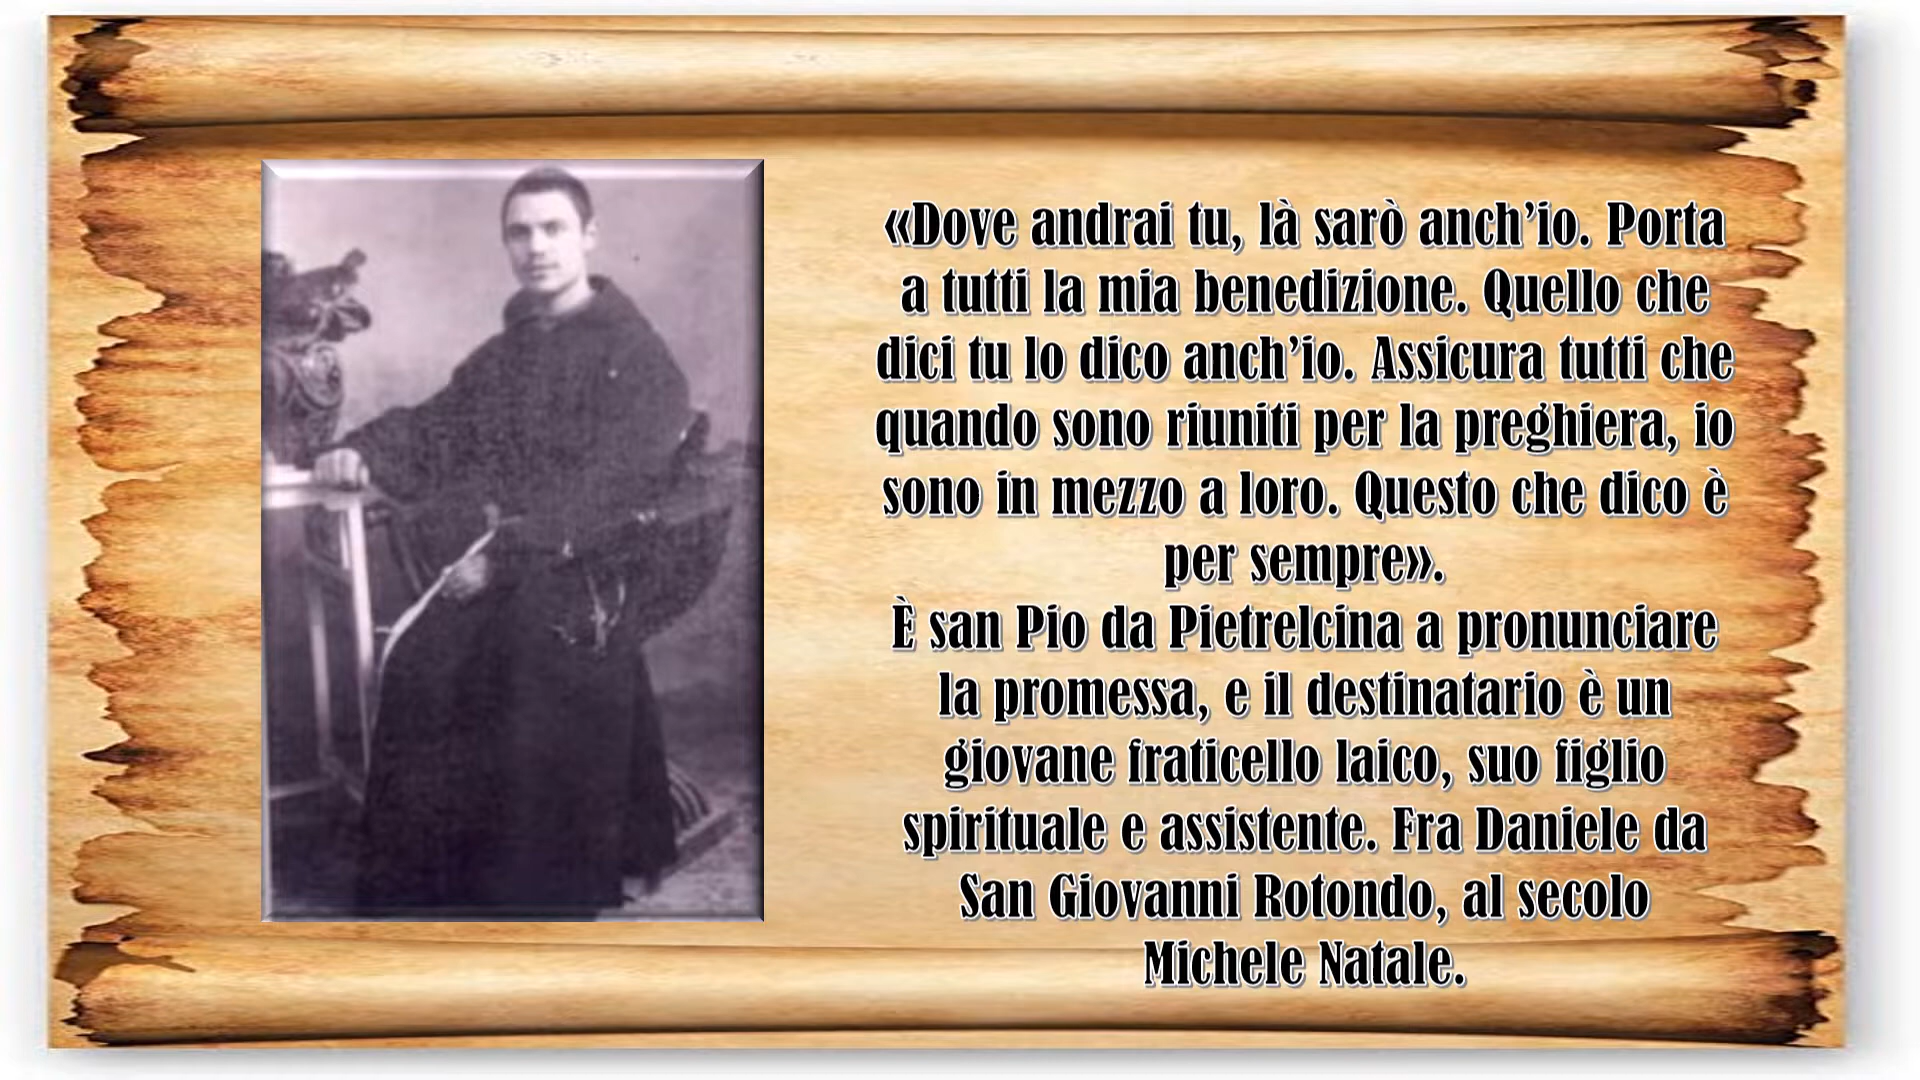 «Dove andrai tu, là sarò anch’io. Porta
a tutti la mia benedizione. Quello che
dici tu lo dico anch’io. Assicura tutti che
quando sono riuniti per la preghiera, io
sono in mezzo a loro. Questo che dico è
per sempre».
È san Pio da Pietrelcina a pronunciare
la promessa, e il destinatario è un
giovane fraticello laico, suo figlio
spirituale e assistente. Fra Daniele da
San Giovanni Rotondo, al secolo
Michele Natale.